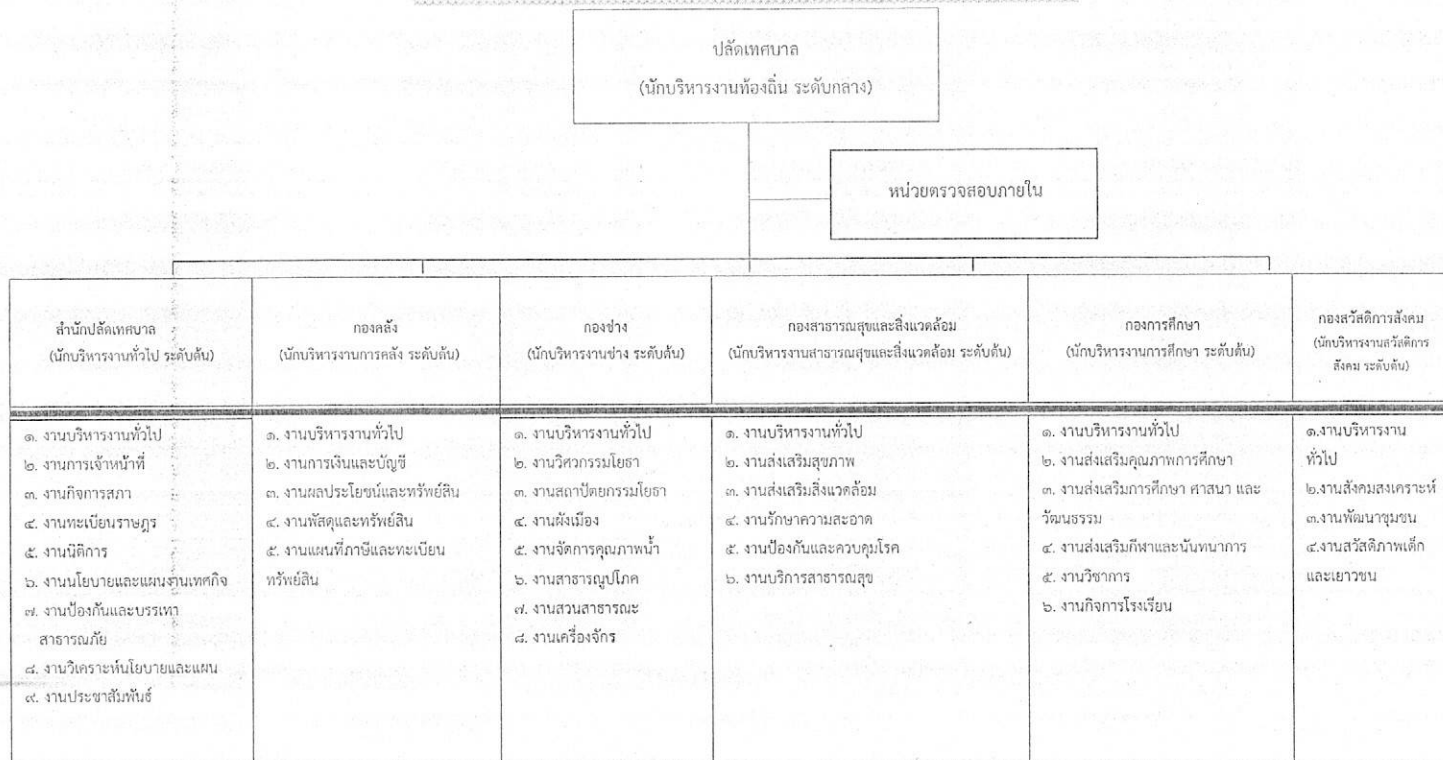 ปลัดเทศบาล
(นักบริหารงานท้องถิ่น ระดับกลาง)
หน่วยตรวจสอบภายใน
สำนักปลัดเทศบาล
(นักบริหารงานทั่วไป ระดับต้น)
กองคลัง
(นักบริหารงานการคลัง ระดับต้น)
กองช่าง
(นักบริหารงานช่าง ระดับต้น)
กองสาธารณสุขและสิ่งแวดล้อม
(นักบริหารงานสาธารณสุขและสิ่งแวดล้อม ระดับต้น)
กองการศึกษา
(นักบริหารงานการศึกษา ระดับต้น)
กองสวัสดิการสังคม
(นักบริหารงานสวัสดิการ
สังคม ระดับต้น)
๑. งานบริหารงานทั่วไป
๒. งานการเจ้าหน้าที่
๓. งานกิจการสภา
๔. งานทะเบียนราษฎร
๕. งานนิติการ
๖. งานนโยบายและแผนงานเทศกิจ
๗. งานป้องกันและบรรเทา
สาธารณภัย
๘. งานวิเคราะห์นโยบายและแผน
๙. งานประชาสัมพันธ์
๑. งานบริหารงานทั่วไป
๒. งานการเงินและบัญชี
๓. งานผลประโยชน์และทรัพย์สิน
๔. งานพัสดุและทรัพย์สิน
๕. งานแผนที่ภาษีและทะเบียน
ทรัพย์สิน
๑. งานบริหารงานทั่วไป
๒. งานวิศวกรรมโยธา
๓. งานสถาปัตยกรรมโยธา
๔. งานผังเมือง
๕. งานจัดการคุณภาพน้ำ
๖. งานสาธารณูปโภค
๗. งานสวนสาธารณะ
๘. งานเครื่องจักร
๑. งานบริหารงานทั่วไป
๒. งานส่งเสริมสุขภาพ
๓. งานส่งเสริมสิ่งแวดล้อม
๔. งานรักษาความสะอาด
๕. งานป้องกันและควบคุมโรค
๖. งานบริการสาธารณสุข
๑. งานบริหารงานทั่วไป
๒. งานส่งเสริมคุณภาพการศึกษา
๓. งานส่งเสริมการศึกษา ศาสนา และ
วัฒนธรรม
๔. งานส่งเสริมกีฬาและนันทนาการ
๕. งานวิชาการ
๖. งานกิจการโรงเรียน
๑.งานบริหารงาน
ทั่วไป
๒.งานสังคมสงเคราะห์
๓.งานพัฒนาชุมชน
๔.งานสวัสดิภาพเด็ก
และเยาวชน